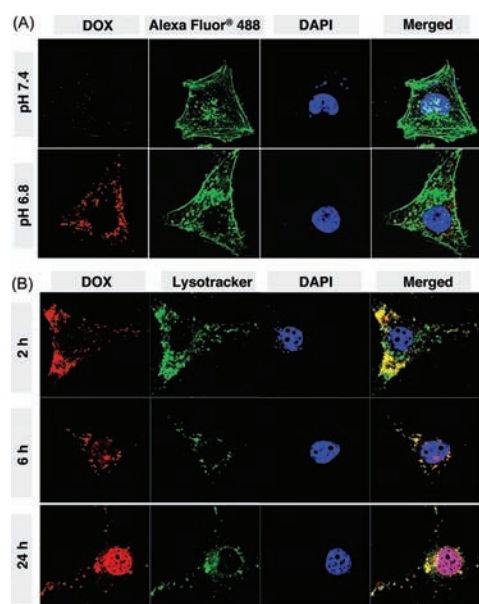 (A)
DOX Alexa Fluor® 488 DAPI Merged
pH 7.4
pH 6.8
(B)
DOX Lysotracker DAPI Merged
2 h
6 h
24 h